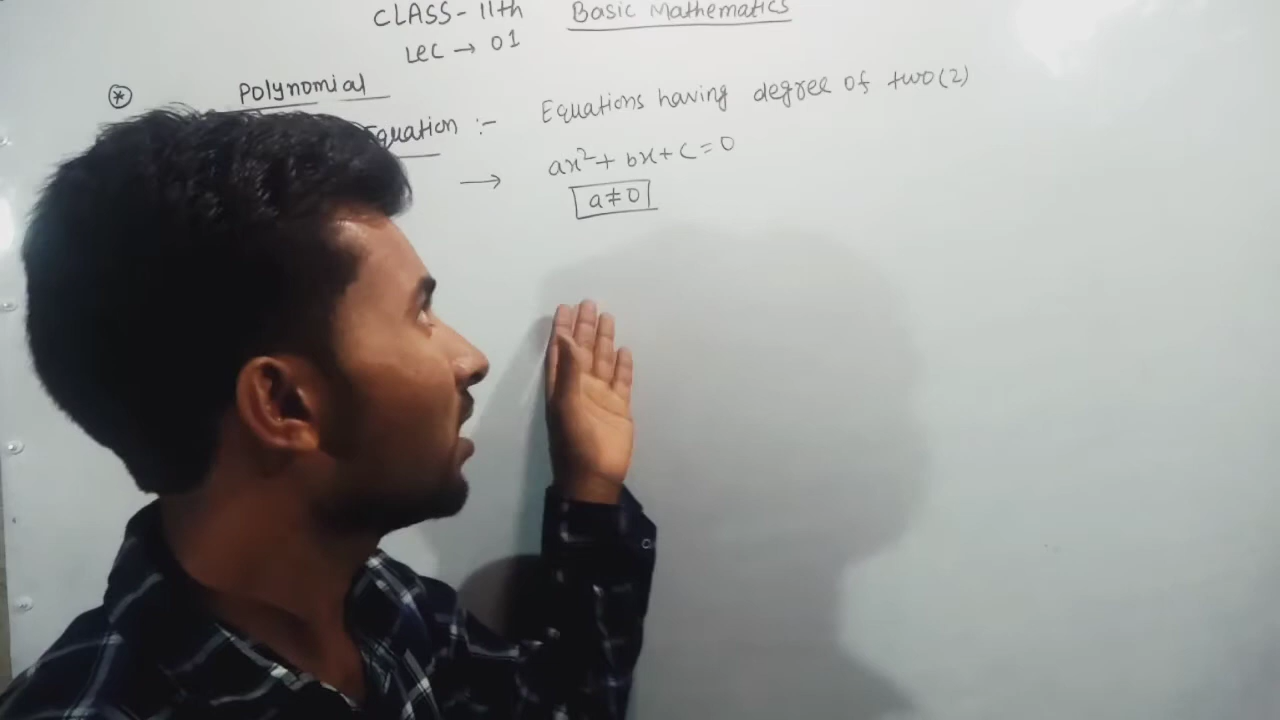 CLASS - 11th Basic Mathematics
Lec → 01
* Polynomial
Equation :- Equations having degree of two (2)
→ ax²+ bx + c = 0
a ≠ 0